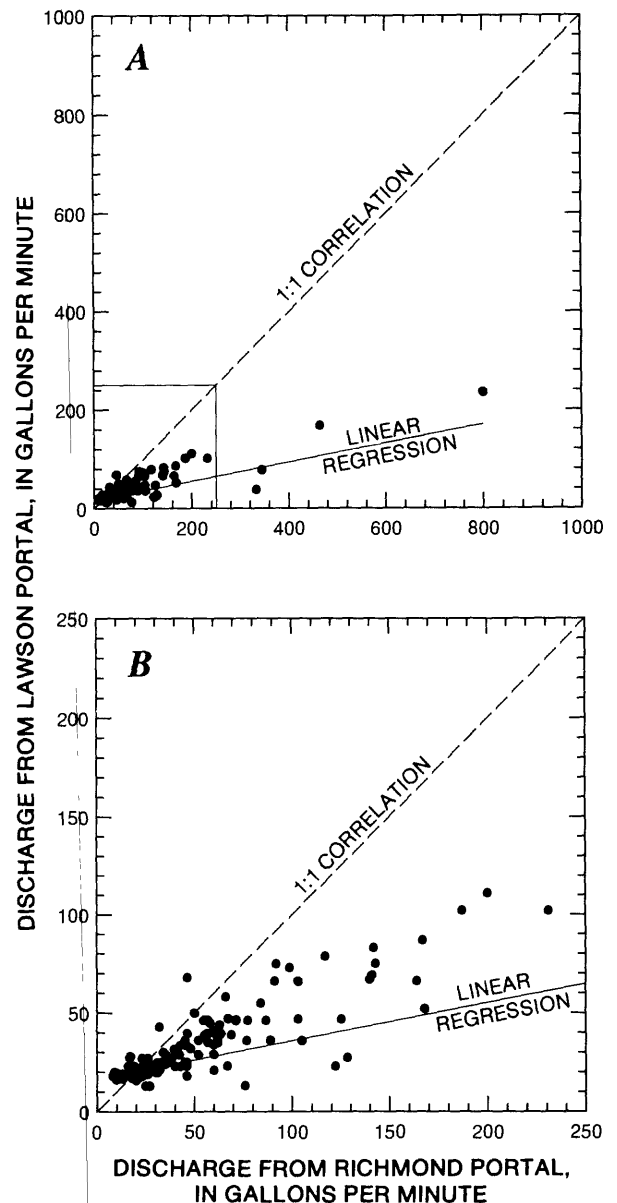 DISCHARGE FROM LAWSON PORTAL, IN GALLONS PER MINUTE
A
1000
800
600
400
200
0
1:1 CORRELATION
LINEAR
REGRESSION
0 200 400 600 800 1000
B
250
200
150
100
50
0
1:1 CORRELATION
LINEAR
REGRESSION
0 50 100 150 200 250
DISCHARGE FROM RICHMOND PORTAL,
IN GALLONS PER MINUTE